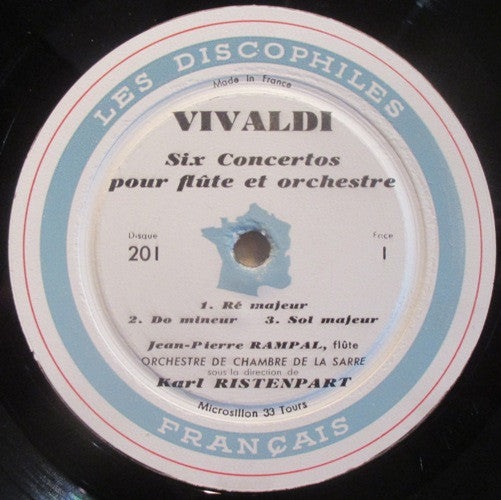 LES DISCOPHILES
Made in France
VIVALDI
Six Concertos
pour flûte et orchestre
Disque
201
Face
1
1. Ré majeur
2. Do mineur 3. Sol majeur
Jean-Pierre RAMPAL, flûte
ORCHESTRE DE CHAMBRE DE LA SARRE
sous la direction de
Karl RISTENPART
Microsillon 33 Tours
FRANÇAIS